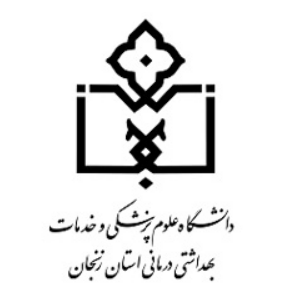 دانشگاه علوم پزشکی و خدمات
بهداشتی درمانی استان زنجان